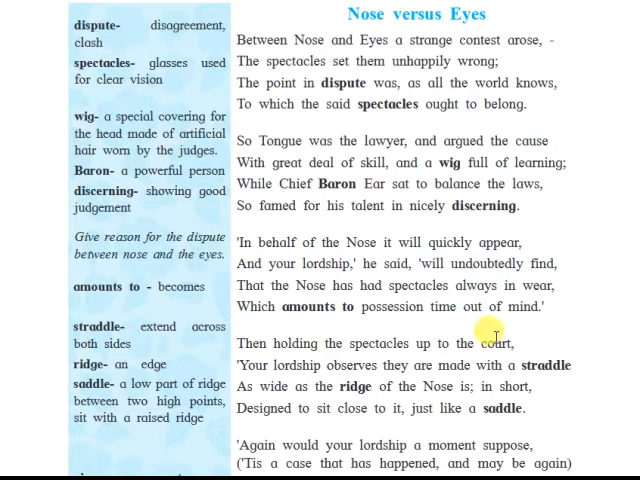 Nose versus Eyes
dispute- disagreement,
clash
spectacles- glasses used
for clear vision
wig- a special covering for
the head made of artificial
hair worn by the judges.
Baron- a powerful person
discerning- showing good
judgement
Give reason for the dispute
between nose and the eyes.
amounts to - becomes
straddle- extend across
both sides
ridge- an edge
saddle- a low part of ridge
between two high points,
sit with a raised ridge
Between Nose and Eyes a strange contest arose, -
The spectacles set them unhappily wrong;
The point in dispute was, as all the world knows,
To which the said spectacles ought to belong.
So Tongue was the lawyer, and argued the cause
With great deal of skill, and a wig full of learning;
While Chief Baron Ear sat to balance the laws,
So famed for his talent in nicely discerning.
'In behalf of the Nose it will quickly appear,
And your lordship,' he said, 'will undoubtedly find,
That the Nose has had spectacles always in wear,
Which amounts to possession time out of mind.'
Then holding the spectacles up to the court,
'Your lordship observes they are made with a straddle
As wide as the ridge of the Nose is; in short,
Designed to sit close to it, just like a saddle.
'Again would your lordship a moment suppose,
('Tis a case that has happened, and may be again)